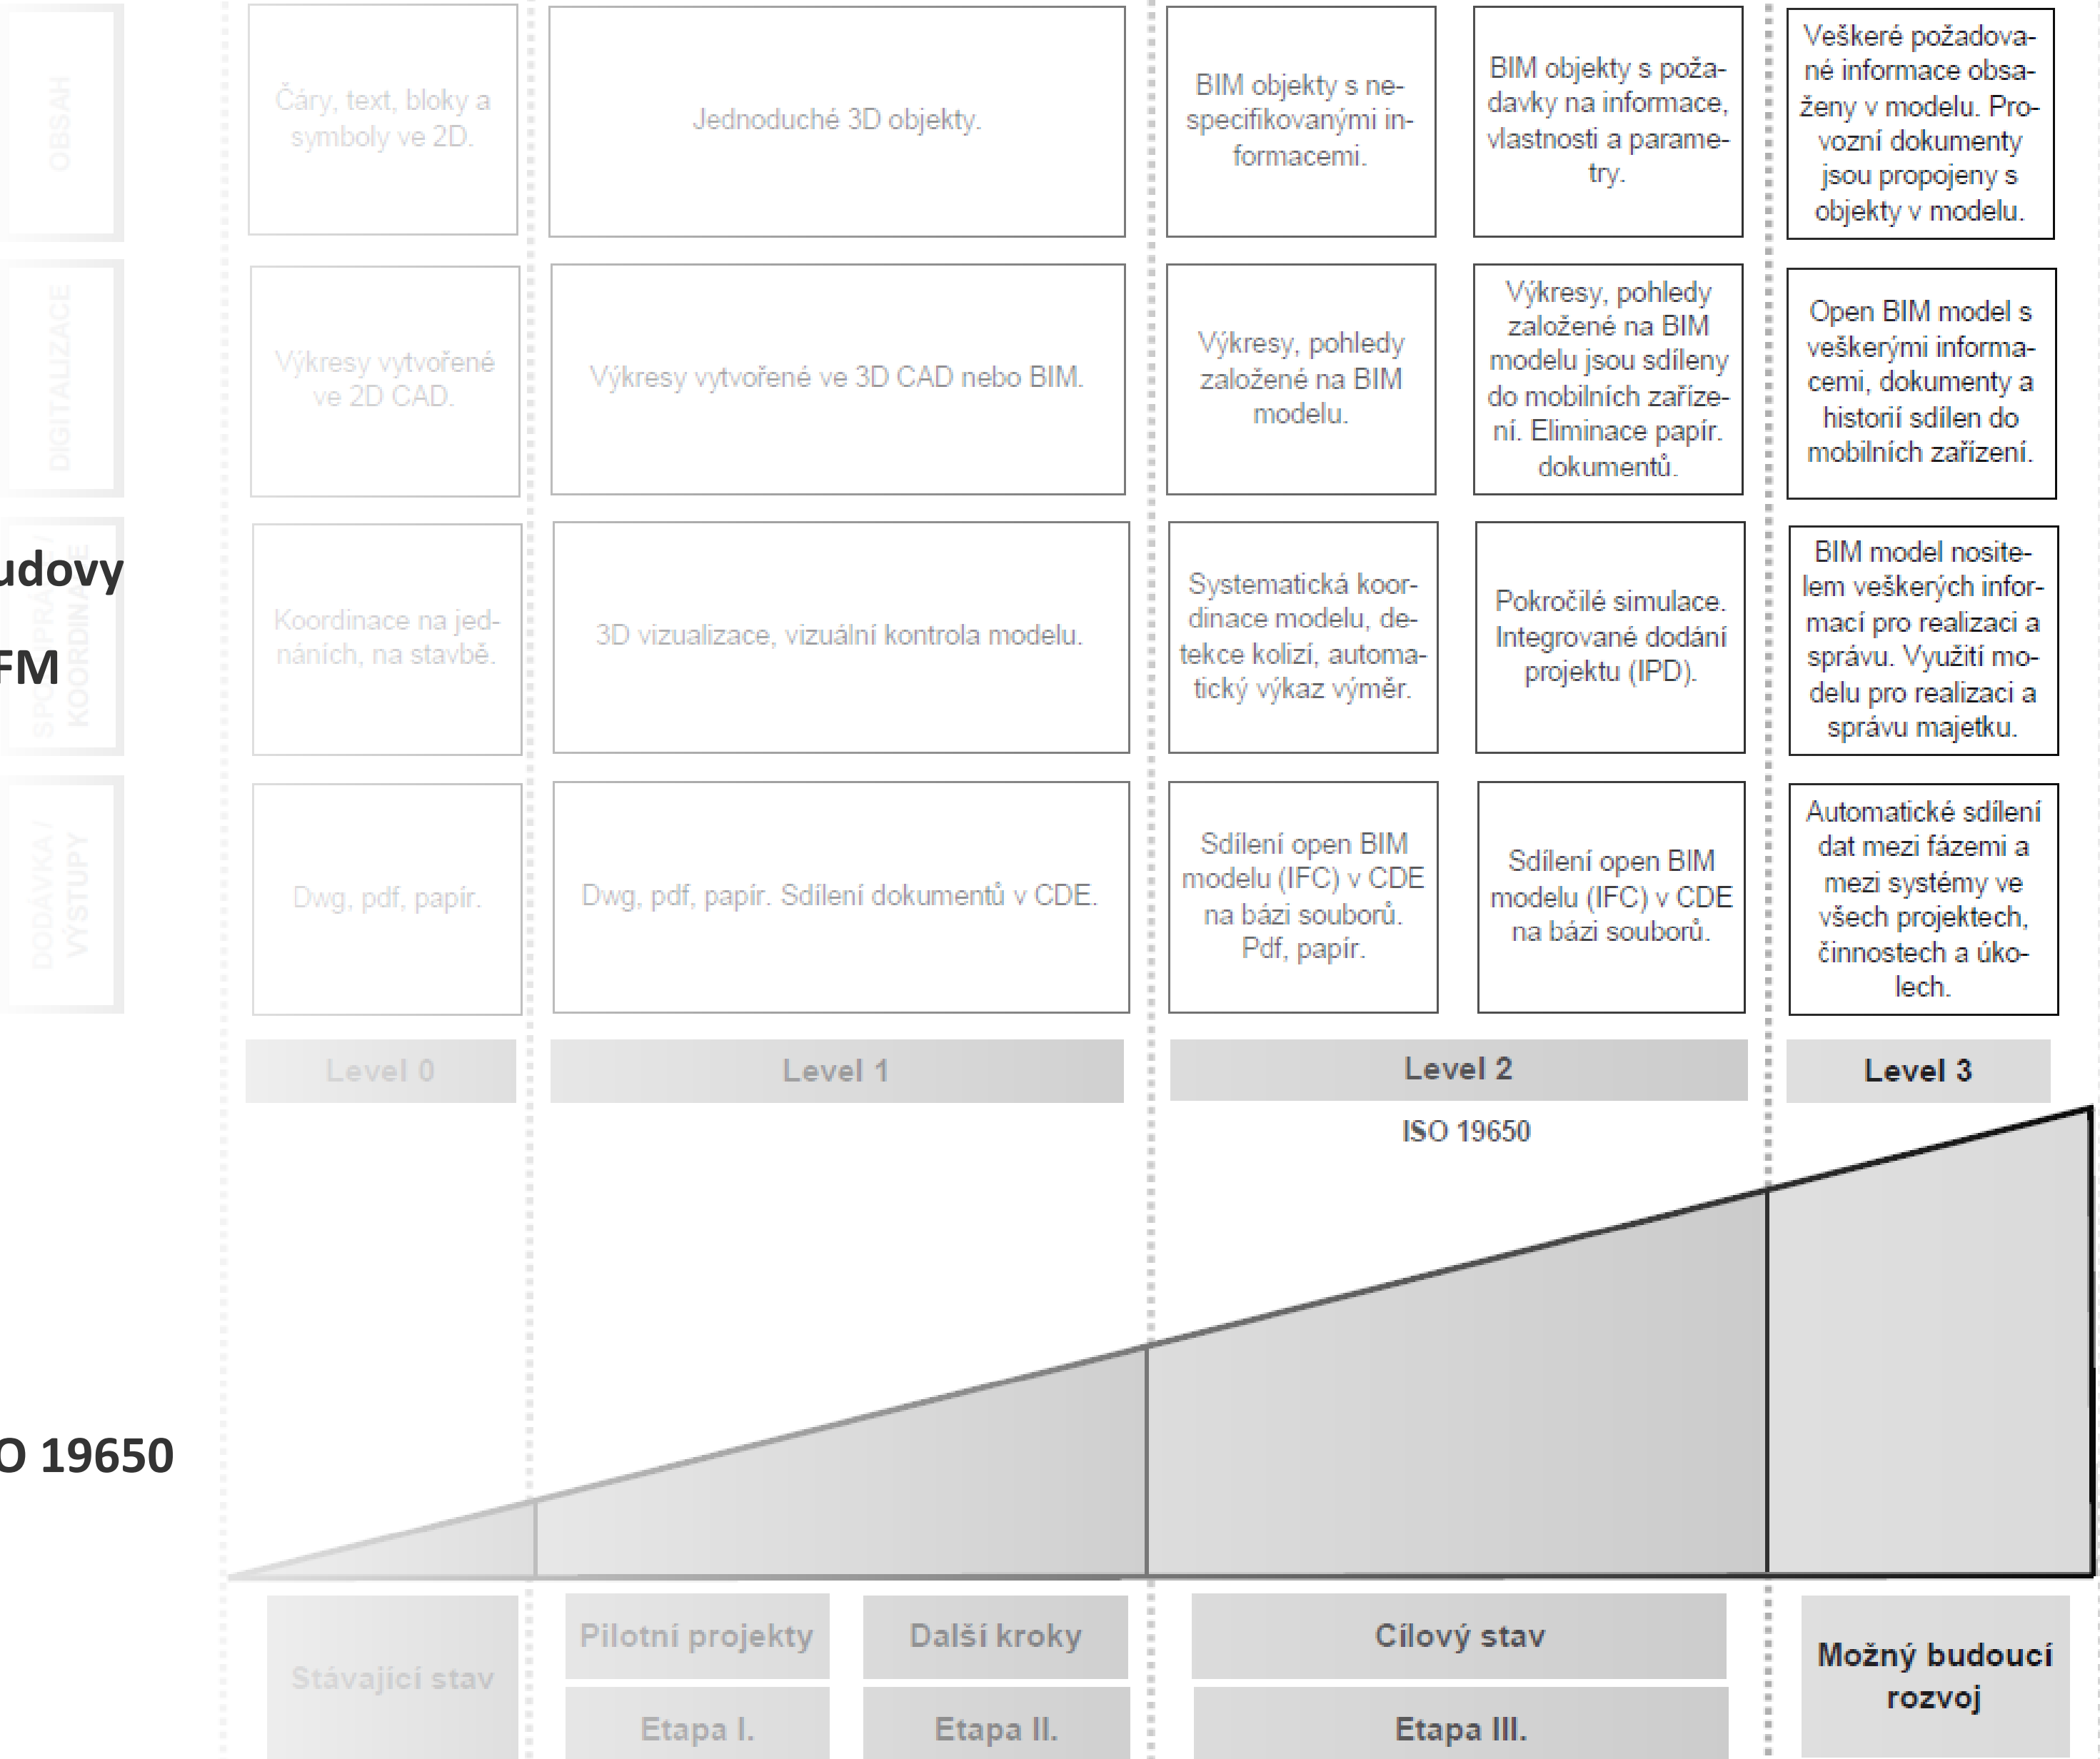 OBSAH
Čáry, text, bloky a
symboly ve 2D.
Jednoduché 3D objekty.
BIM objekty s ne-
specifikovanými in-
formacemi.
BIM objekty s poža-
davky na informace,
vlastnosti a parame-
try.
Veškeré požadova-
né informace obsa-
ženy v modelu. Pro-
vozní dokumenty
jsou propojeny s
objekty v modelu.
DIGITALIZACE
Výkresy vytvořené
ve 2D CAD.
Výkresy vytvořené ve 3D CAD nebo BIM.
Výkresy, pohledy
založené na BIM
modelu.
Výkresy, pohledy
založené na BIM
modelu jsou sdíleny
do mobilních zaříze-
ní. Eliminace papír.
dokumentů.
Open BIM model s
veškerými informa-
cemi, dokumenty a
historií sdílen do
mobilních zařízení.
udovy
FM
KOORDINACE
Koordinace na jed-
náních, na stavbě.
3D vizualizace, vizuální kontrola modelu.
Systematická koor-
dinace modelu, de-
tekce kolizí, automa-
tický výkaz výměr.
Pokročilé simulace.
Integrované dodání
projektu (IPD).
BIM model nosite-
lem veškerých infor-
mací pro realizaci a
správu. Využití mo-
delu pro realizaci a
správu majetku.
DODÁVKA /
VÝSTUPY
Dwg, pdf, papír.
Dwg, pdf, papír. Sdílení dokumentů v CDE.
Sdílení open BIM
modelu (IFC) v CDE
na bázi souborů.
Pdf, papír.
Sdílení open BIM
modelu (IFC) v CDE
na bázi souborů.
Automatické sdílení
dat mezi fázemi a
mezi systémy ve
všech projektech,
činnostech a úko-
lech.
Level 0
Level 1
Level 2
Level 3
ISO 19650
O 19650
Stávající stav
Pilotní projekty
Etapa I.
Další kroky
Etapa II.
Cílový stav
Etapa III.
Možný budoucí
rozvoj